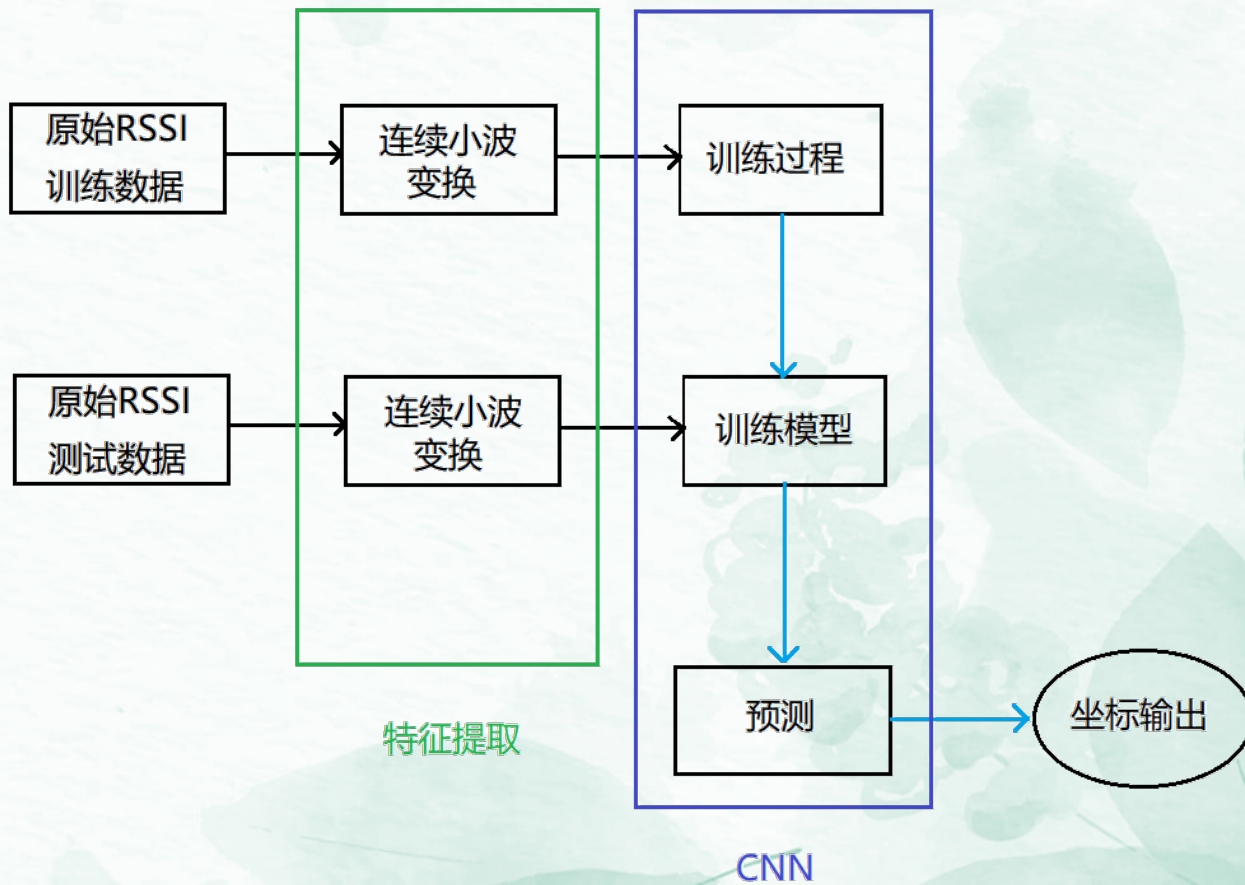 原始RSSI
训练数据
连续小波
变换
训练过程
原始RSSI
测试数据
连续小波
变换
训练模型
预测
坐标输出
特征提取
CNN